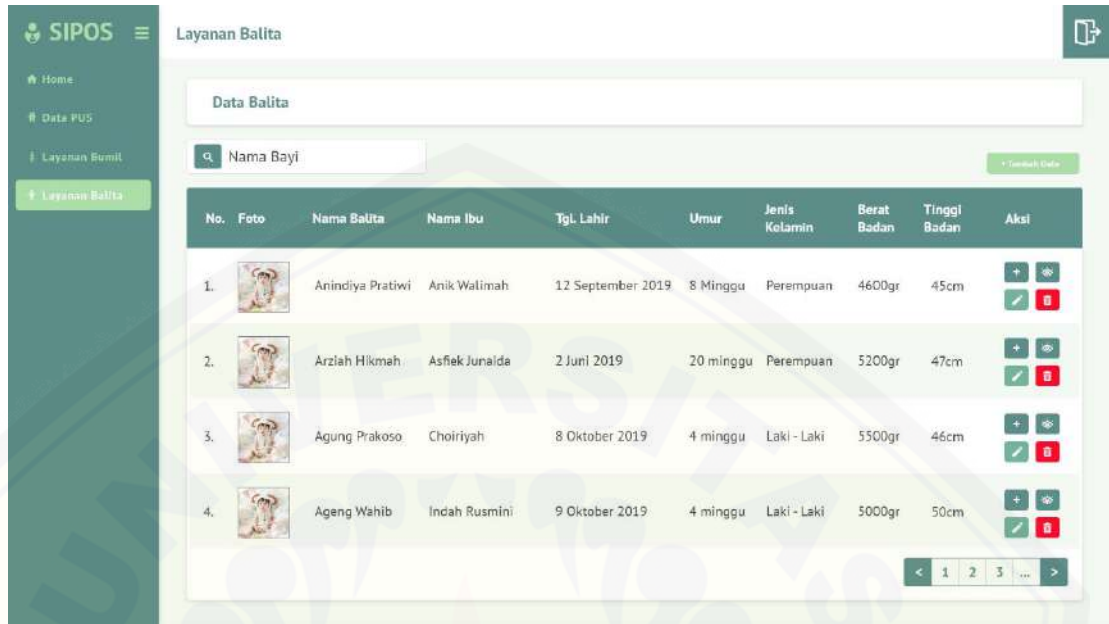 SIPOS
Layanan Balita
Home
Data PUS
Layanan Bumil
Layanan Balita
Data Balita
Nama Bayi
+ Tambah Data
No. Foto Nama Balita Nama Ibu Tgl. Lahir Umur Jenis Kelamin Berat Badan Tinggi Badan Aksi
1. Anindiya Pratiwi Anik Walimah 12 September 2019 8 Minggu Perempuan 4600gr 45cm
2. Arziah Hikmah Asfiek Junaida 2 Juni 2019 20 minggu Perempuan 5200gr 47cm
3. Agung Prakoso Choiriyah 8 Oktober 2019 4 minggu Laki - Laki 5500gr 46cm
4. Ageng Wahib Indah Rusmini 9 Oktober 2019 4 minggu Laki - Laki 5000gr 50cm
< 1 2 3 ... >
UNIVERSITAS